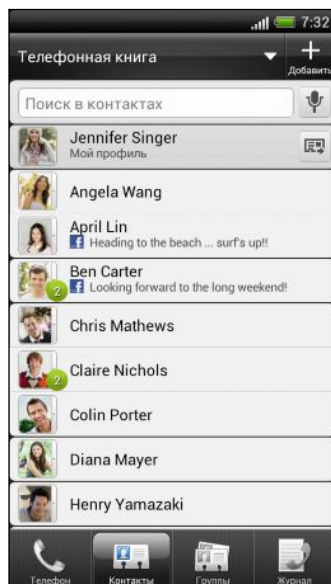 7:32
Телефонная книга
Добавить
Поиск в контактах
Jennifer Singer
Мой профиль
Angela Wang
April Lin
Heading to the beach ... surf's up!!
Ben Carter
2
Looking forward to the long weekend!
Chris Mathews
Claire Nichols
2
Colin Porter
Diana Mayer
Henry Yamazaki
Телефон Контакты Группы Журнал